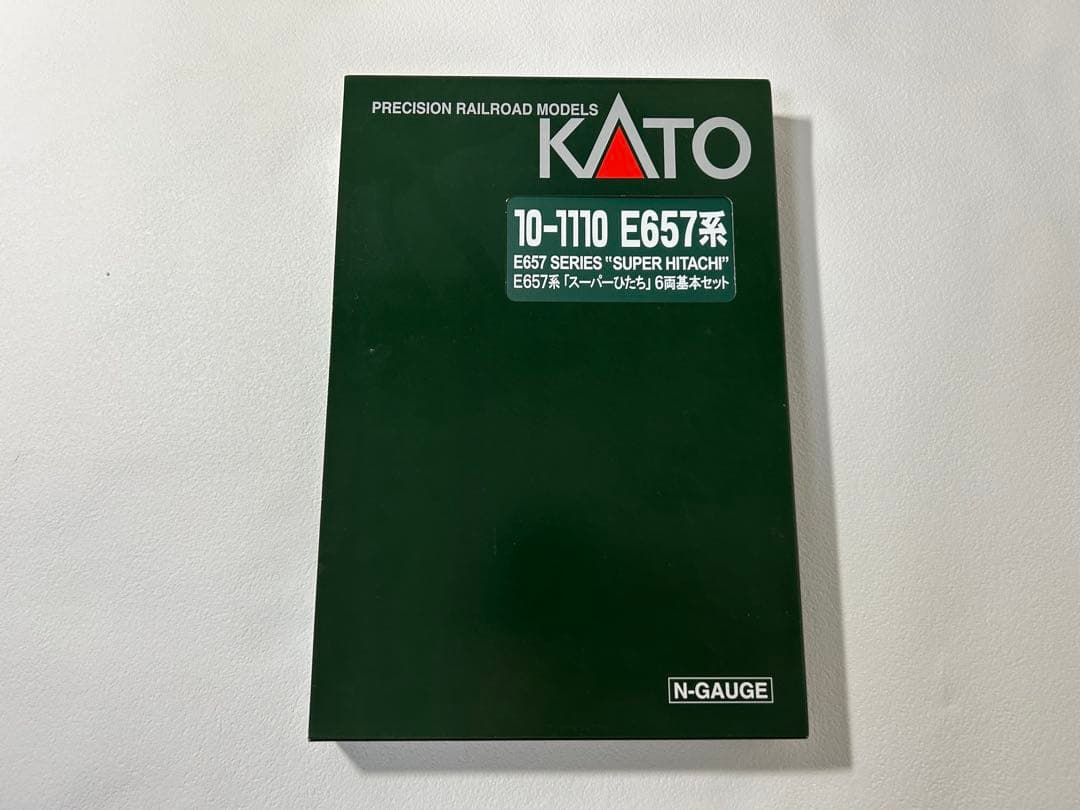 PRECISION RAILROAD MODELS
KATO
10-1110 E657系
E657 SERIES "SUPER HITACHI"
E657系「スーパーひたち」6両基本セット
N-GAUGE